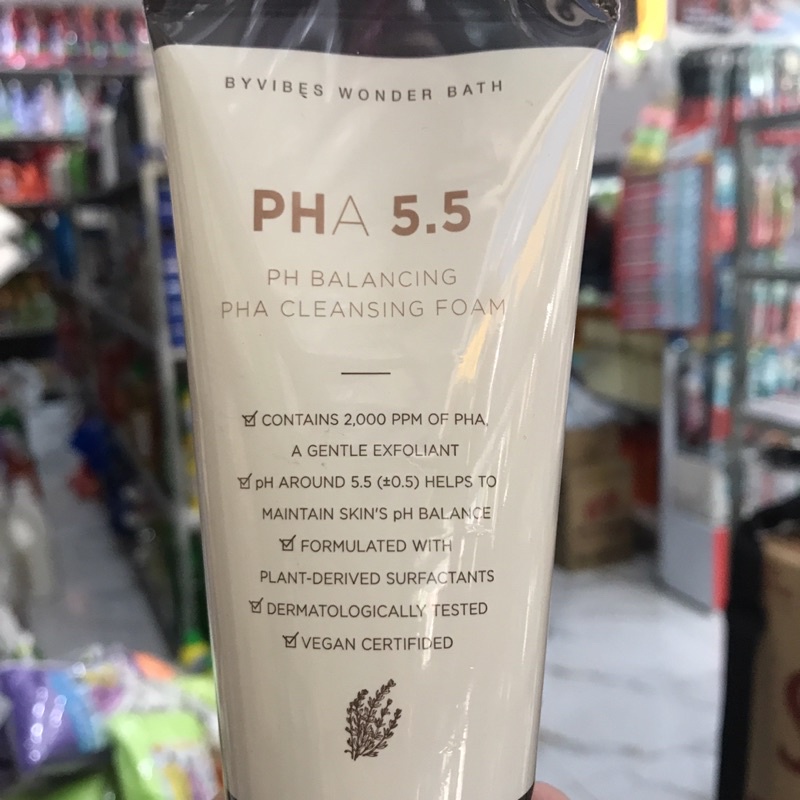 BYVIBES WONDER BATH
PHA 5.5
PH BALANCING
PHA CLEANSING FOAM
CONTAINS 2,000 PPM OF PHA,
A GENTLE EXFOLIANT
pH AROUND 5.5 (±0.5) HELPS TO
MAINTAIN SKIN'S pH BALANCE
FORMULATED WITH
PLANT-DERIVED SURFACTANTS
DERMATOLOGICALLY TESTED
VEGAN CERTIFIDED